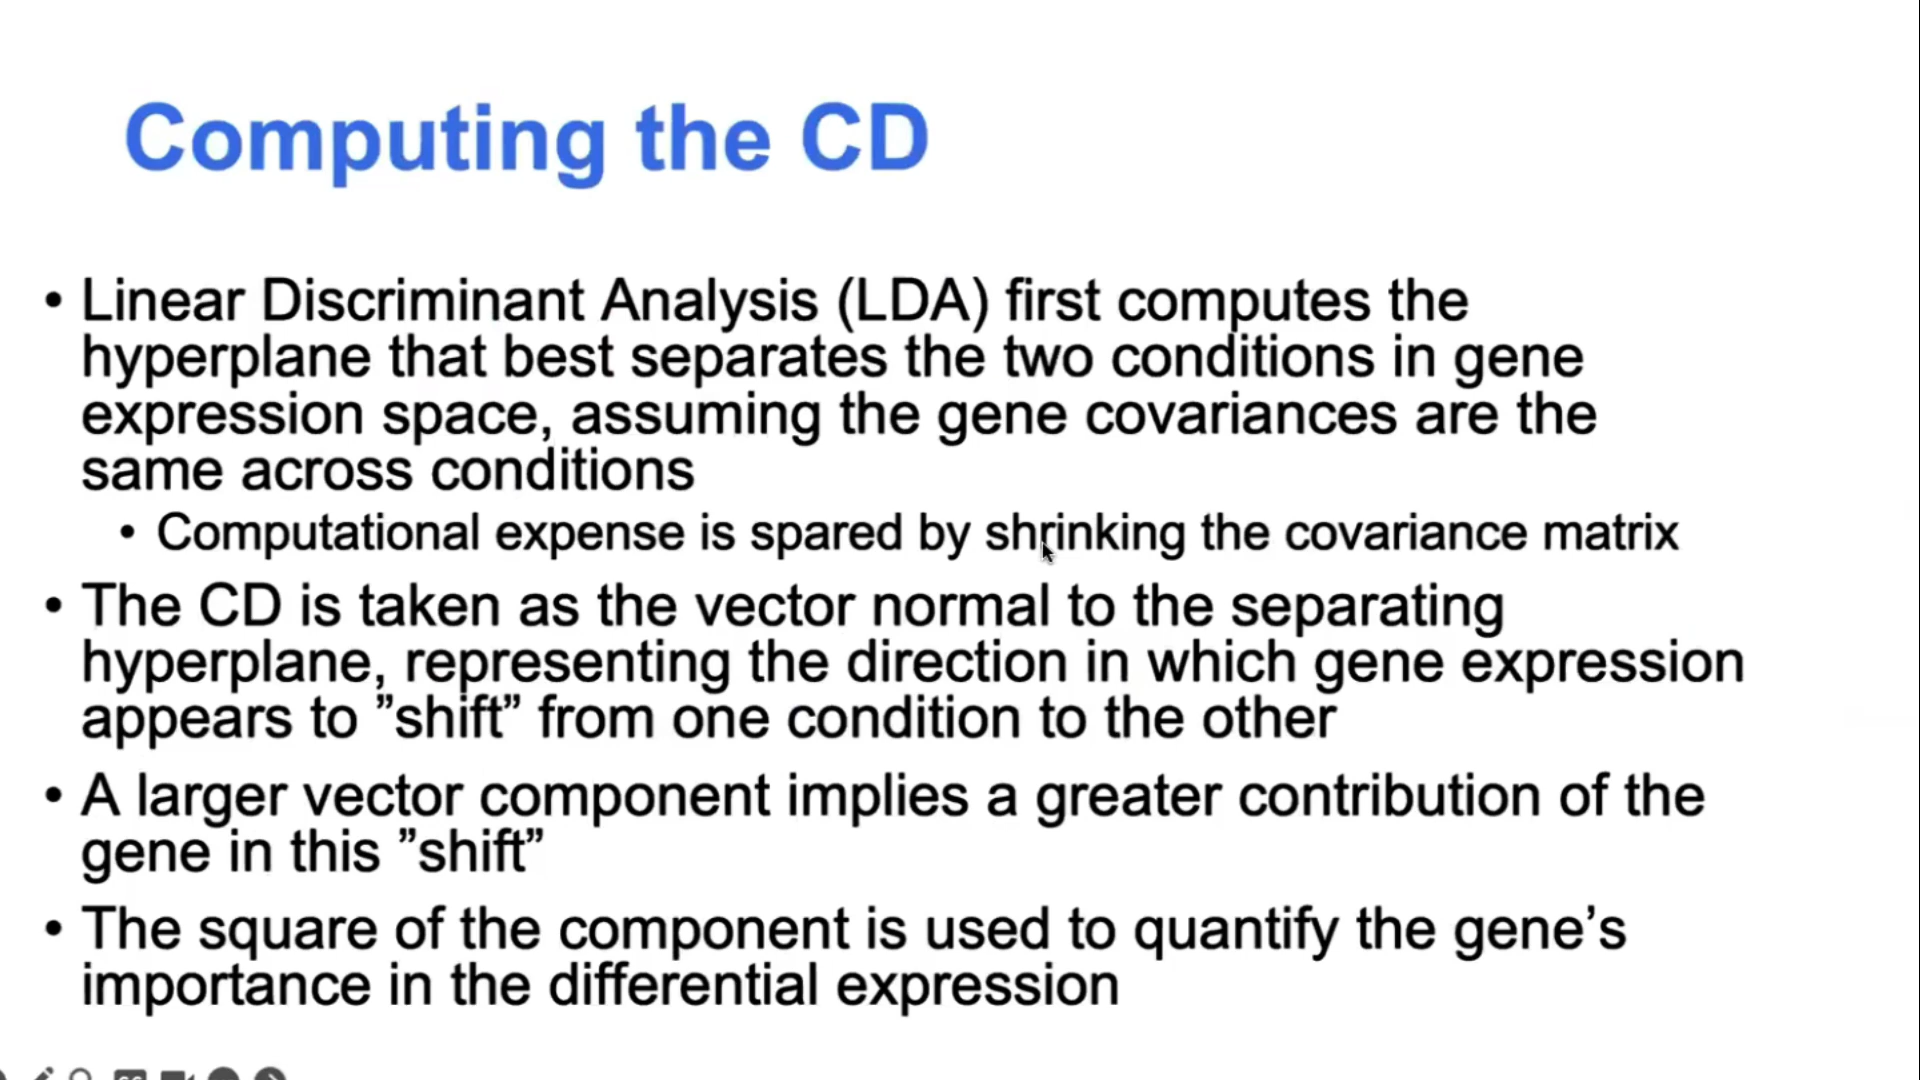 Computing the CD
• Linear Discriminant Analysis (LDA) first computes the
hyperplane that best separates the two conditions in gene
expression space, assuming the gene covariances are the
same across conditions
• Computational expense is spared by shrinking the covariance matrix
• The CD is taken as the vector normal to the separating
hyperplane, representing the direction in which gene expression
appears to ”shift” from one condition to the other
• A larger vector component implies a greater contribution of the
gene in this ”shift”
• The square of the component is used to quantify the gene’s
importance in the differential expression